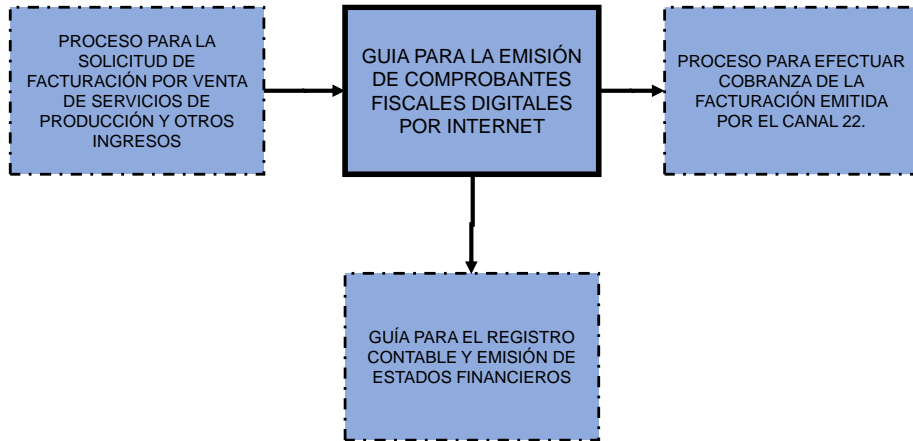 PROCESO PARA LA
SOLICITUD DE
FACTURACIÓN POR VENTA
DE SERVICIOS DE
PRODUCCIÓN Y OTROS
INGRESOS
GUIA PARA LA EMISIÓN
DE COMPROBANTES
FISCALES DIGITALES
POR INTERNET
PROCESO PARA EFECTUAR
COBRANZA DE LA
FACTURACIÓN EMITIDA
POR EL CANAL 22.
GUÍA PARA EL REGISTRO
CONTABLE Y EMISIÓN DE
ESTADOS FINANCIEROS